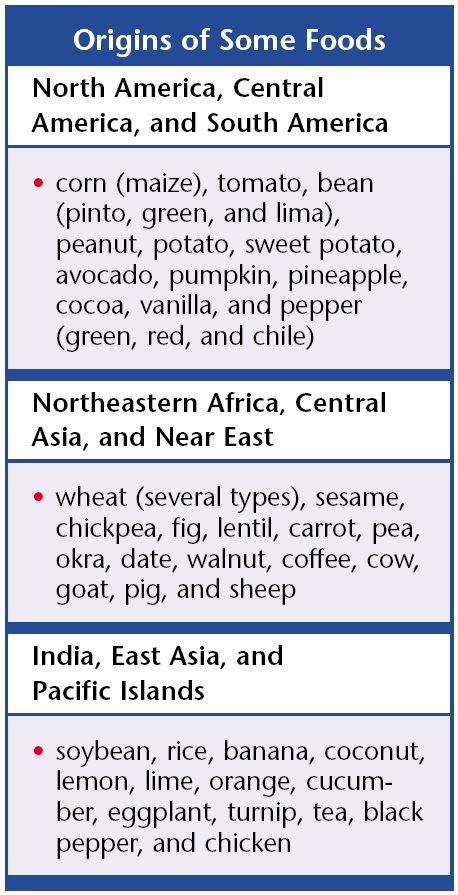 Origins of Some Foods
North America, Central
America, and South America
• corn (maize), tomato, bean
(pinto, green, and lima),
peanut, potato, sweet potato,
avocado, pumpkin, pineapple,
cocoa, vanilla, and pepper
(green, red, and chile)
Northeastern Africa, Central
Asia, and Near East
• wheat (several types), sesame,
chickpea, fig, lentil, carrot, pea,
okra, date, walnut, coffee, cow,
goat, pig, and sheep
India, East Asia, and
Pacific Islands
• soybean, rice, banana, coconut,
lemon, lime, orange, cucum-
ber, eggplant, turnip, tea, black
pepper, and chicken